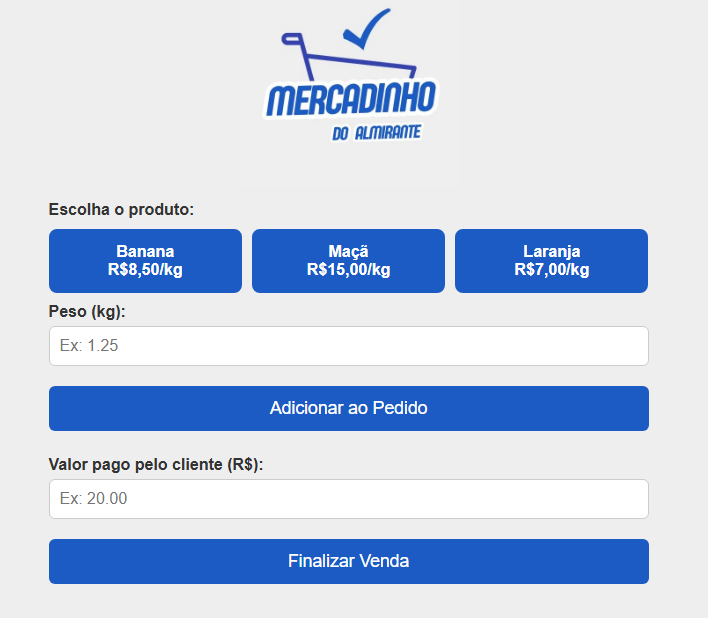 MERCADINHO
DO ALMIRANTE
Escolha o produto:
Banana
R$8,50/kg
Maçã
R$15,00/kg
Laranja
R$7,00/kg
Peso (kg):
Ex: 1.25
Adicionar ao Pedido
Valor pago pelo cliente (R$):
Ex: 20.00
Finalizar Venda